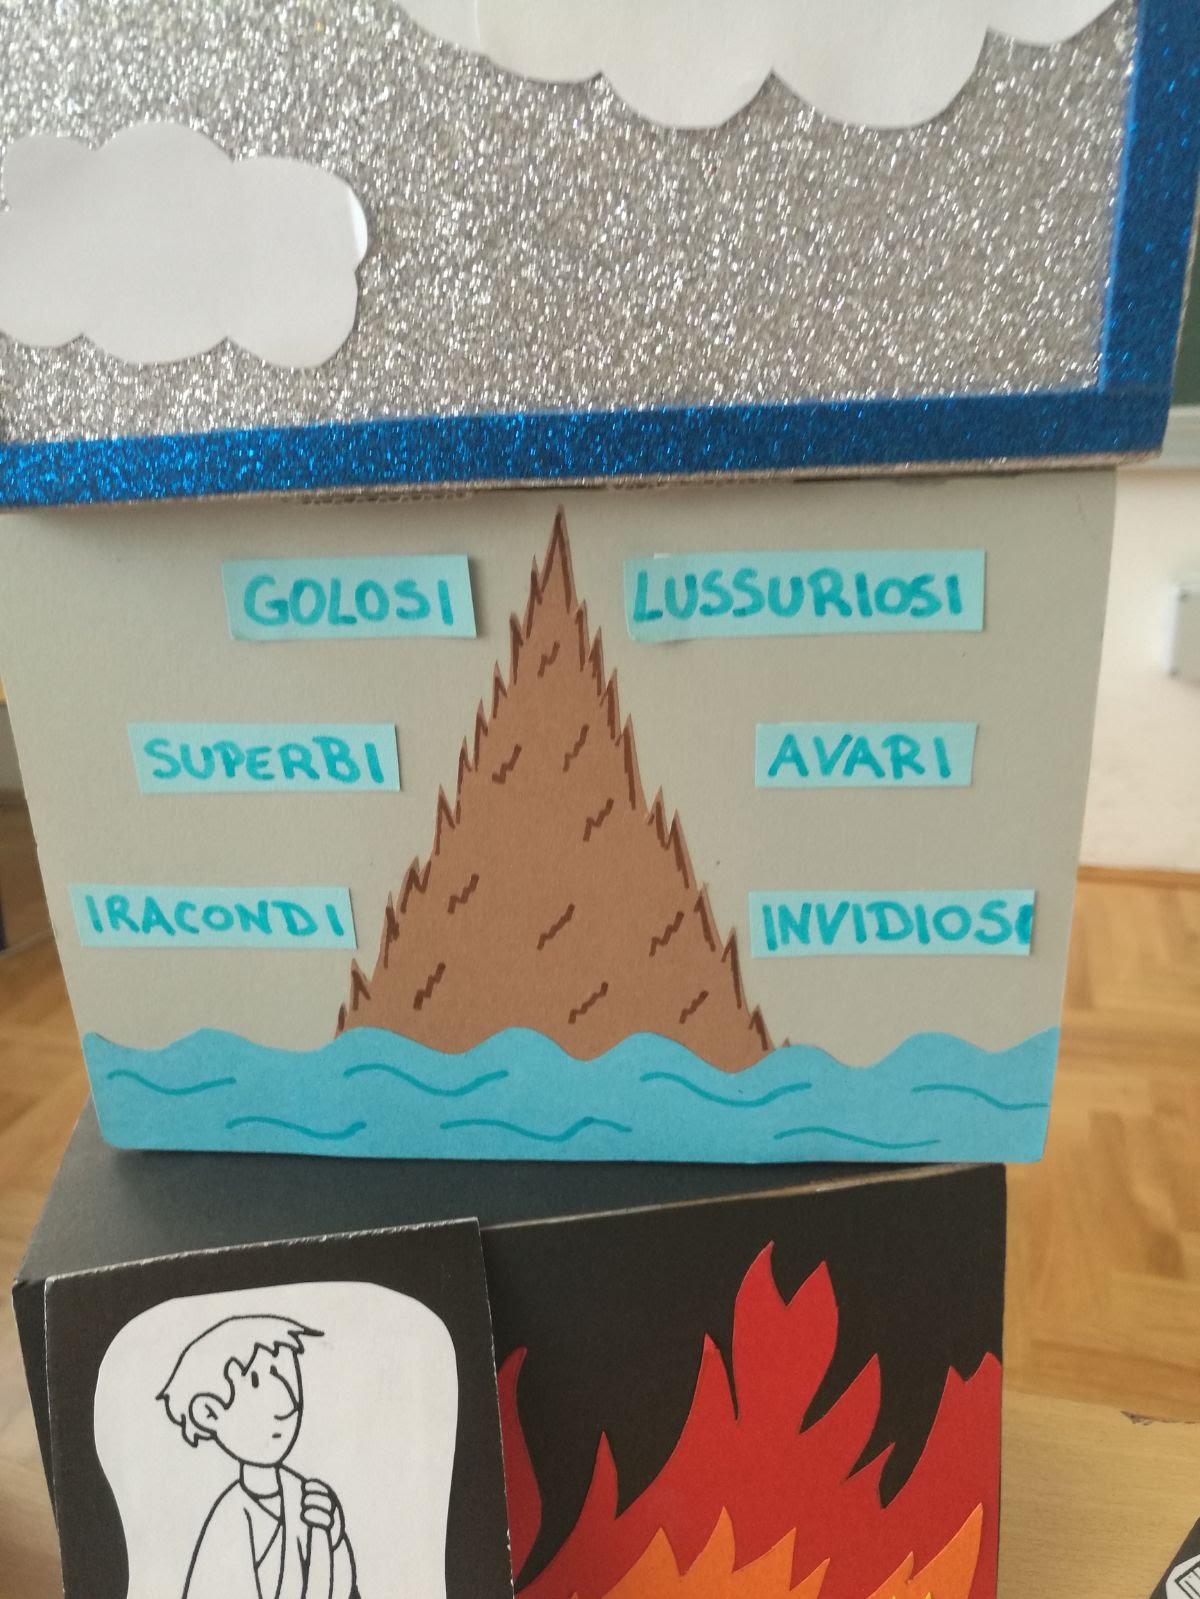 GOLOSI
LUSSURIOSI
SUPERBI
AVARI
IRACONDI
INVIDIOSI